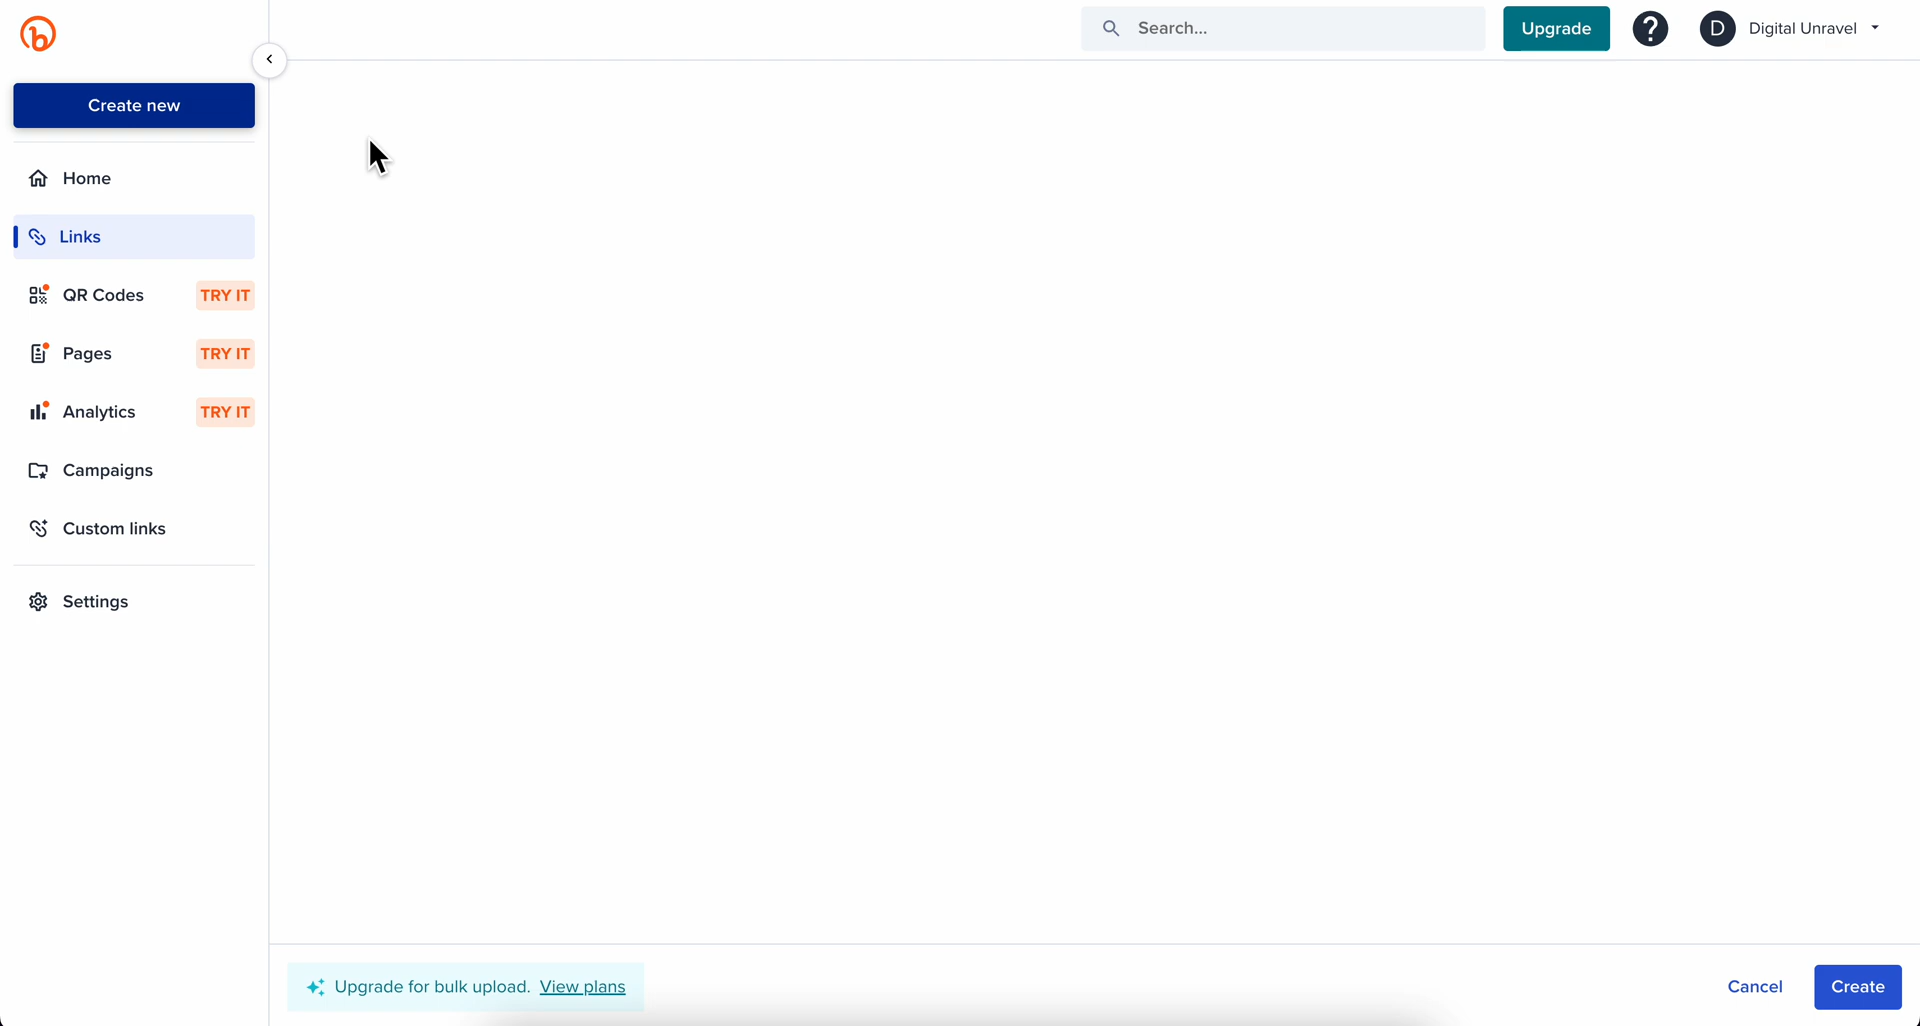 Search...
Upgrade
?
D
Digital Unravel
Create new
Home
Links
QR Codes TRY IT
Pages TRY IT
Analytics TRY IT
Campaigns
Custom links
Settings
Upgrade for bulk upload. View plans
Cancel
Create